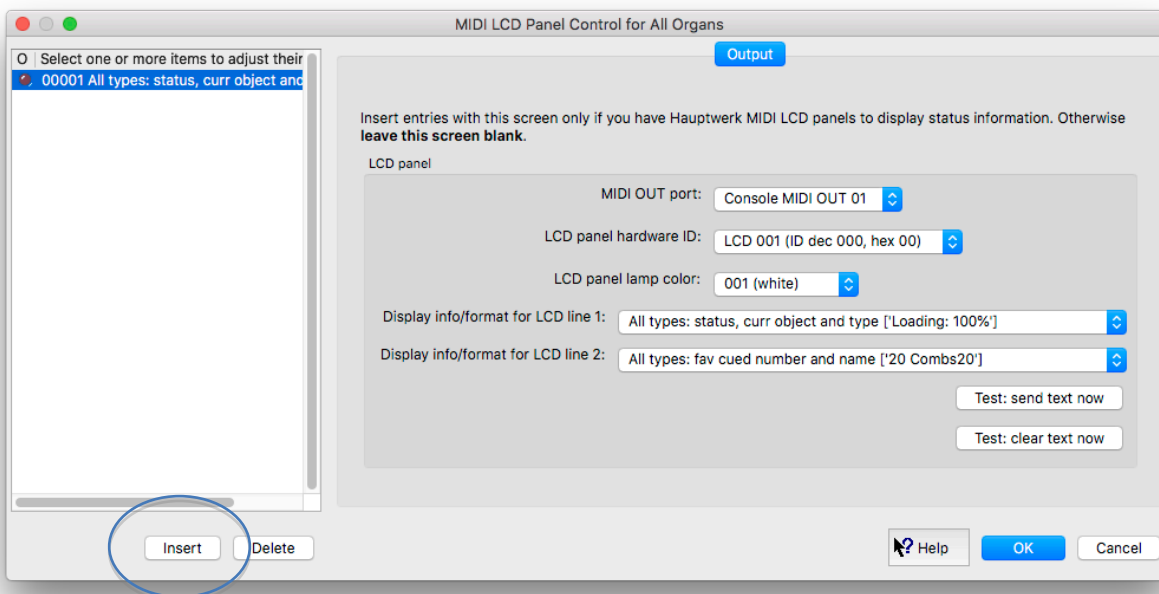 MIDI LCD Panel Control for All Organs
O Select one or more items to adjust their
00001 All types: status, curr object and
Output
Insert entries with this screen only if you have Hauptwerk MIDI LCD panels to display status information. Otherwise
leave this screen blank.
LCD panel
MIDI OUT port: Console MIDI OUT 01
LCD panel hardware ID: LCD 001 (ID dec 000, hex 00)
LCD panel lamp color: 001 (white)
Display info/format for LCD line 1: All types: status, curr object and type ['Loading: 100%']
Display info/format for LCD line 2: All types: fav cued number and name ['20 Combs20']
Test: send text now
Test: clear text now
Insert Delete ? Help OK Cancel